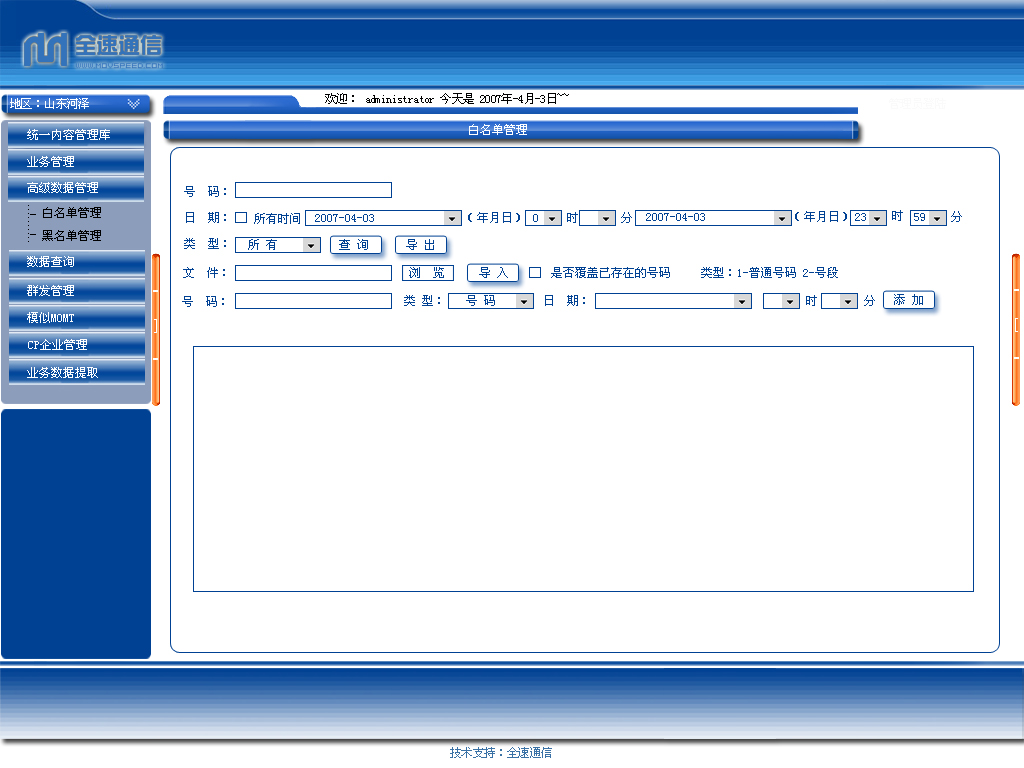 全速通信
地区：山东河泽
欢迎： administrator 今天是 2007年-4月-3日~~
白名单管理
统一内容管理库
业务管理
高级数据管理
白名单管理
黑名单管理
数据查询
群发管理
模似MOMT
CP企业管理
业务数据提取
号 码：
日 期： 所有时间 2007-04-03 (年月日) 0 时 分 2007-04-03 (年月日) 23 时 59 分
类 型： 所 有 查 询 导 出
文 件： 浏 览 导 入 是否覆盖已存在的号码 类型：1-普通号码 2-号段
号 码： 类 型： 号 码 日 期： 时 分 添 加
技术支持：全速通信